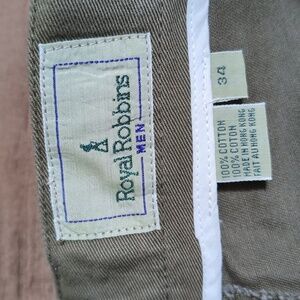 Royal Robbins
MEN
34
100% COTTON
100% COTON
MADE IN HONG KONG
FAIT AU HONG KONG